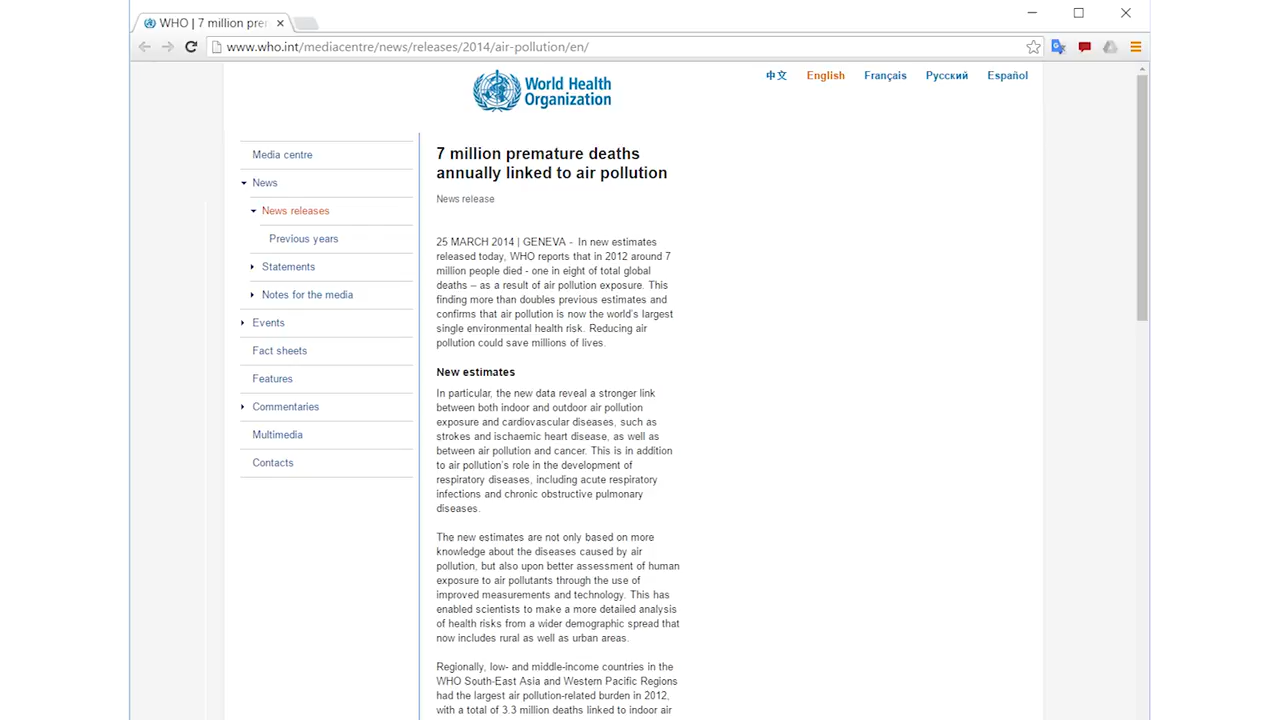 WHO | 7 million pre
www.who.int/mediacentre/news/releases/2014/air-pollution/en/
World Health
Organization
中文 English Français Русский Español
Media centre
News
News releases
Previous years
Statements
Notes for the media
Events
Fact sheets
Features
Commentaries
Multimedia
Contacts
7 million premature deaths
annually linked to air pollution
News release
25 MARCH 2014 | GENEVA - In new estimates
released today, WHO reports that in 2012 around 7
million people died - one in eight of total global
deaths – as a result of air pollution exposure. This
finding more than doubles previous estimates and
confirms that air pollution is now the world's largest
single environmental health risk. Reducing air
pollution could save millions of lives.
New estimates
In particular, the new data reveal a stronger link
between both indoor and outdoor air pollution
exposure and cardiovascular diseases, such as
strokes and ischaemic heart disease, as well as
between air pollution and cancer. This is in addition
to air pollution's role in the development of
respiratory diseases, including acute respiratory
infections and chronic obstructive pulmonary
diseases.
The new estimates are not only based on more
knowledge about the diseases caused by air
pollution, but also upon better assessment of human
exposure to air pollutants through the use of
improved measurements and technology. This has
enabled scientists to make a more detailed analysis
of health risks from a wider demographic spread that
now includes rural as well as urban areas.
Regionally, low- and middle-income countries in the
WHO South-East Asia and Western Pacific Regions
had the largest air pollution-related burden in 2012,
with a total of 3.3 million deaths linked to indoor air